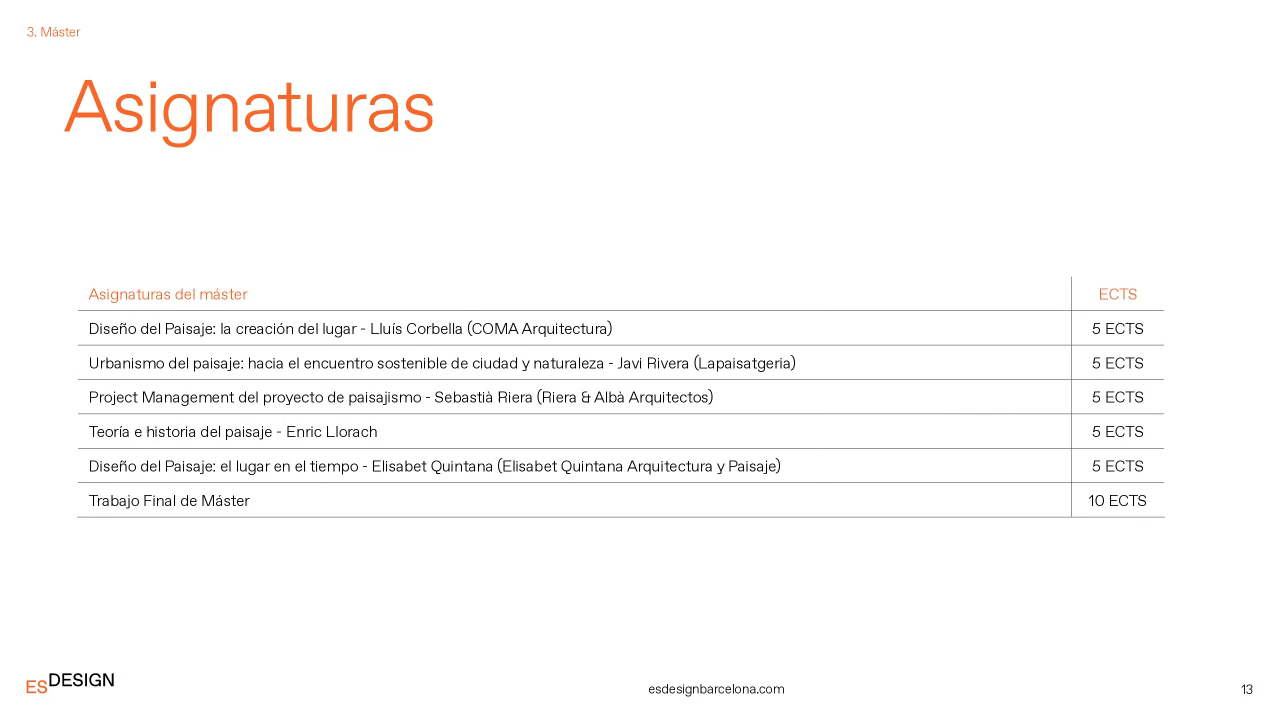 3. Máster
Asignaturas
Asignaturas del máster ECTS
Diseño del Paisaje: la creación del lugar - Lluís Corbella (COMA Arquitectura) 5 ECTS
Urbanismo del paisaje: hacia el encuentro sostenible de ciudad y naturaleza - Javi Rivera (Lapaisatgeria) 5 ECTS
Project Management del proyecto de paisajismo - Sebastià Riera (Riera & Albà Arquitectos) 5 ECTS
Teoría e historia del paisaje - Enric Llorach 5 ECTS
Diseño del Paisaje: el lugar en el tiempo - Elisabet Quintana (Elisabet Quintana Arquitectura y Paisaje) 5 ECTS
Trabajo Final de Máster 10 ECTS
ESDESIGN esdesignbarcelona.com 13